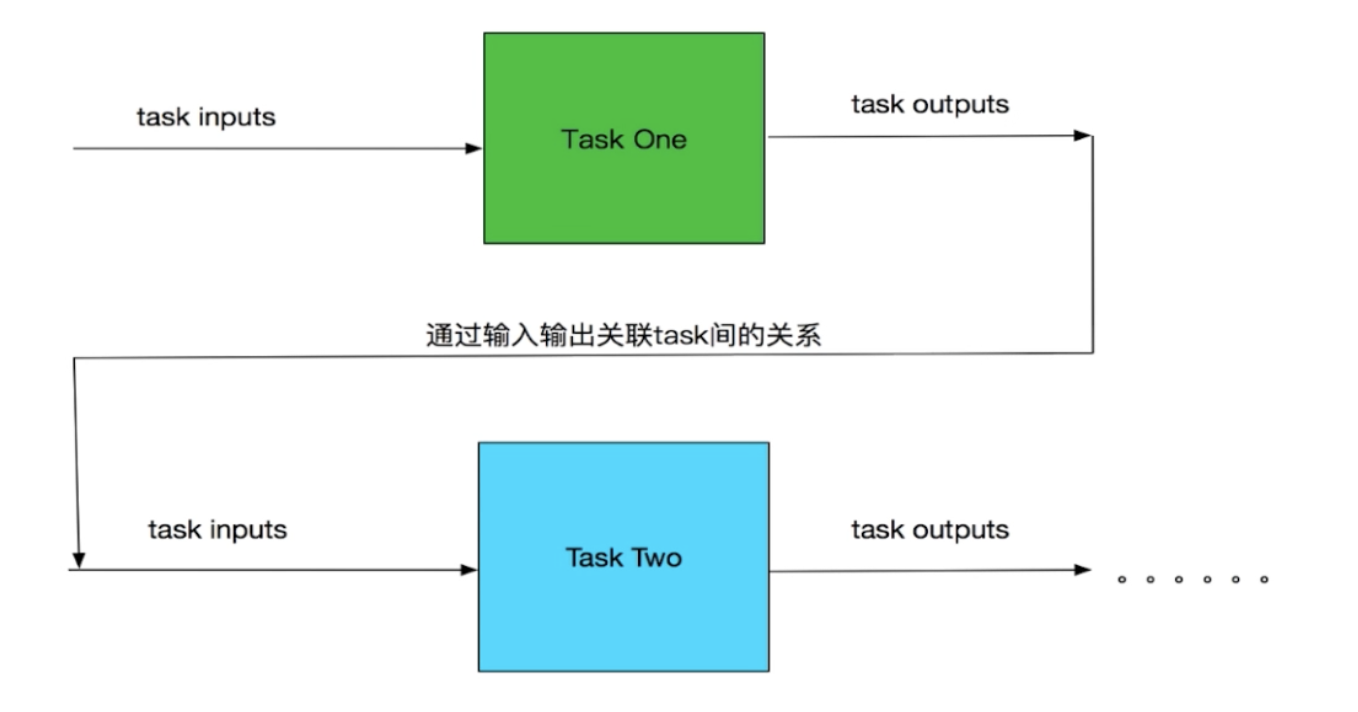 task inputs
Task One
task outputs
通过输入输出关联task间的关系
task inputs
Task Two
task outputs
。。。。。。